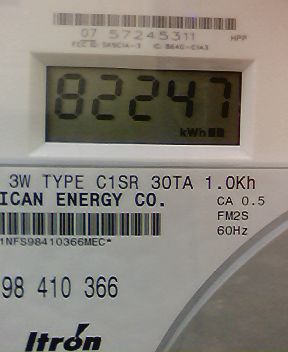 07 57245311 HPP
82247
kWh
3W TYPE C1SR 30TA 1.0Kh
ICAN ENERGY CO. CA 0.5
FM2S
60Hz
1NFS98410366MEC*
98 410 366
Itron